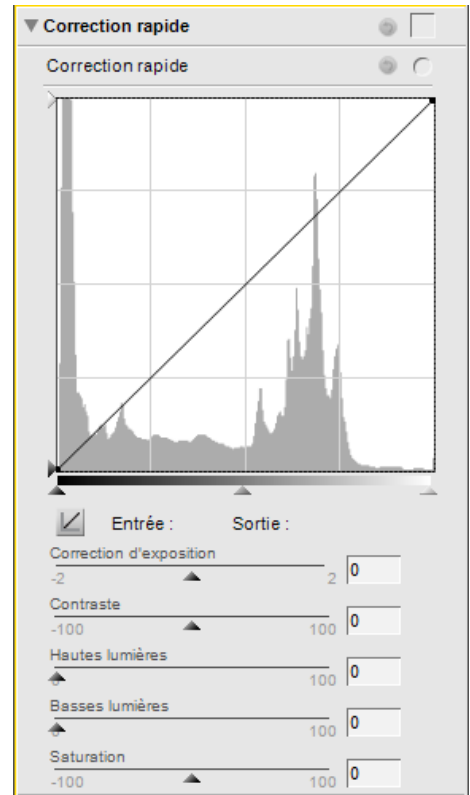 Correction rapide
Correction rapide
Entrée : Sortie :
Correction d'exposition
-2 2 0
Contraste
-100 100 0
Hautes lumières
0 100 0
Basses lumières
0 100 0
Saturation
-100 100 0